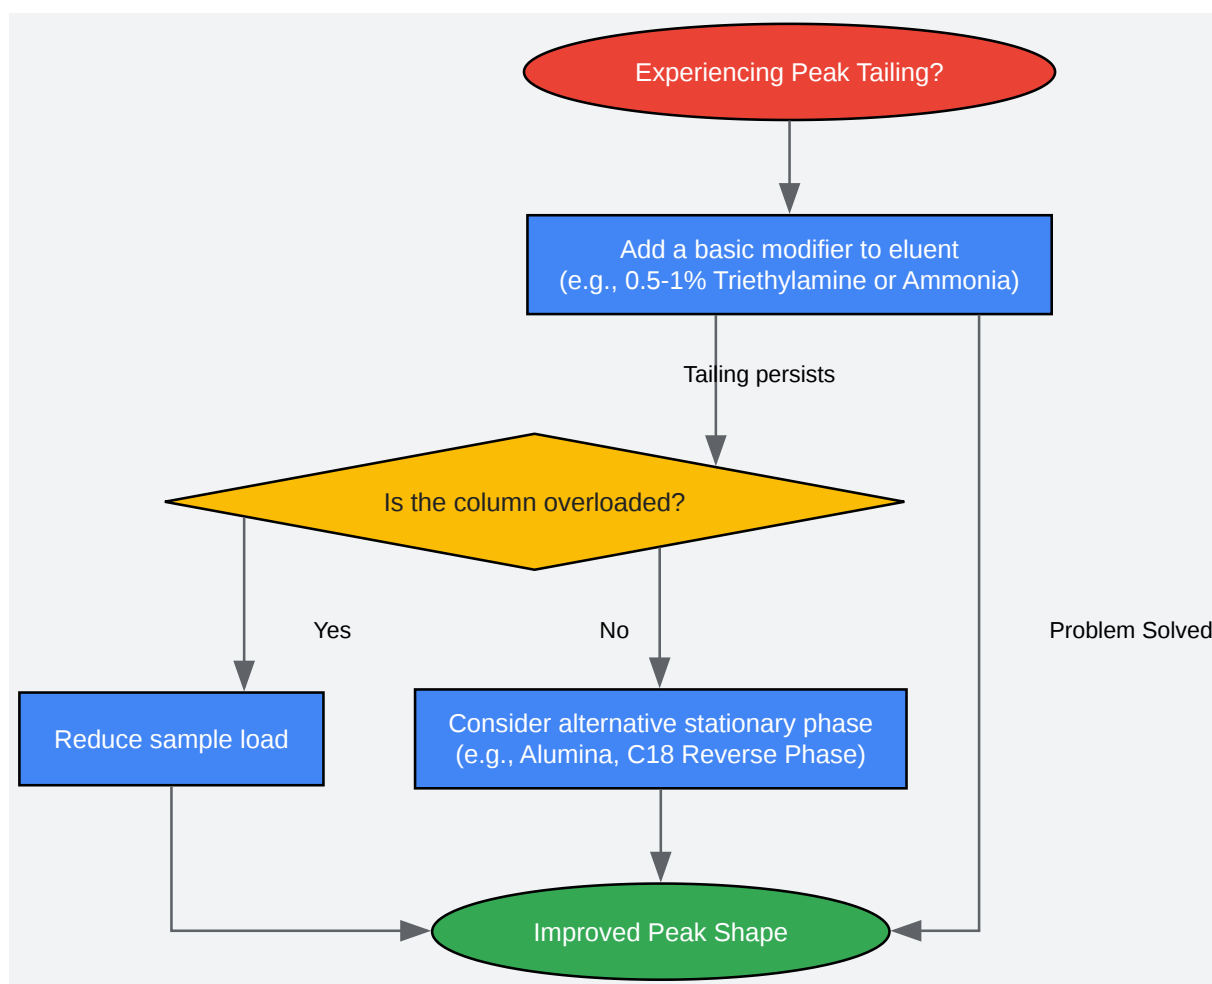 Experiencing Peak Tailing?
Add a basic modifier to eluent
(e.g., 0.5-1% Triethylamine or Ammonia)
Tailing persists
Is the column overloaded?
Yes
No
Problem Solved
Reduce sample load
Consider alternative stationary phase
(e.g., Alumina, C18 Reverse Phase)
Improved Peak Shape